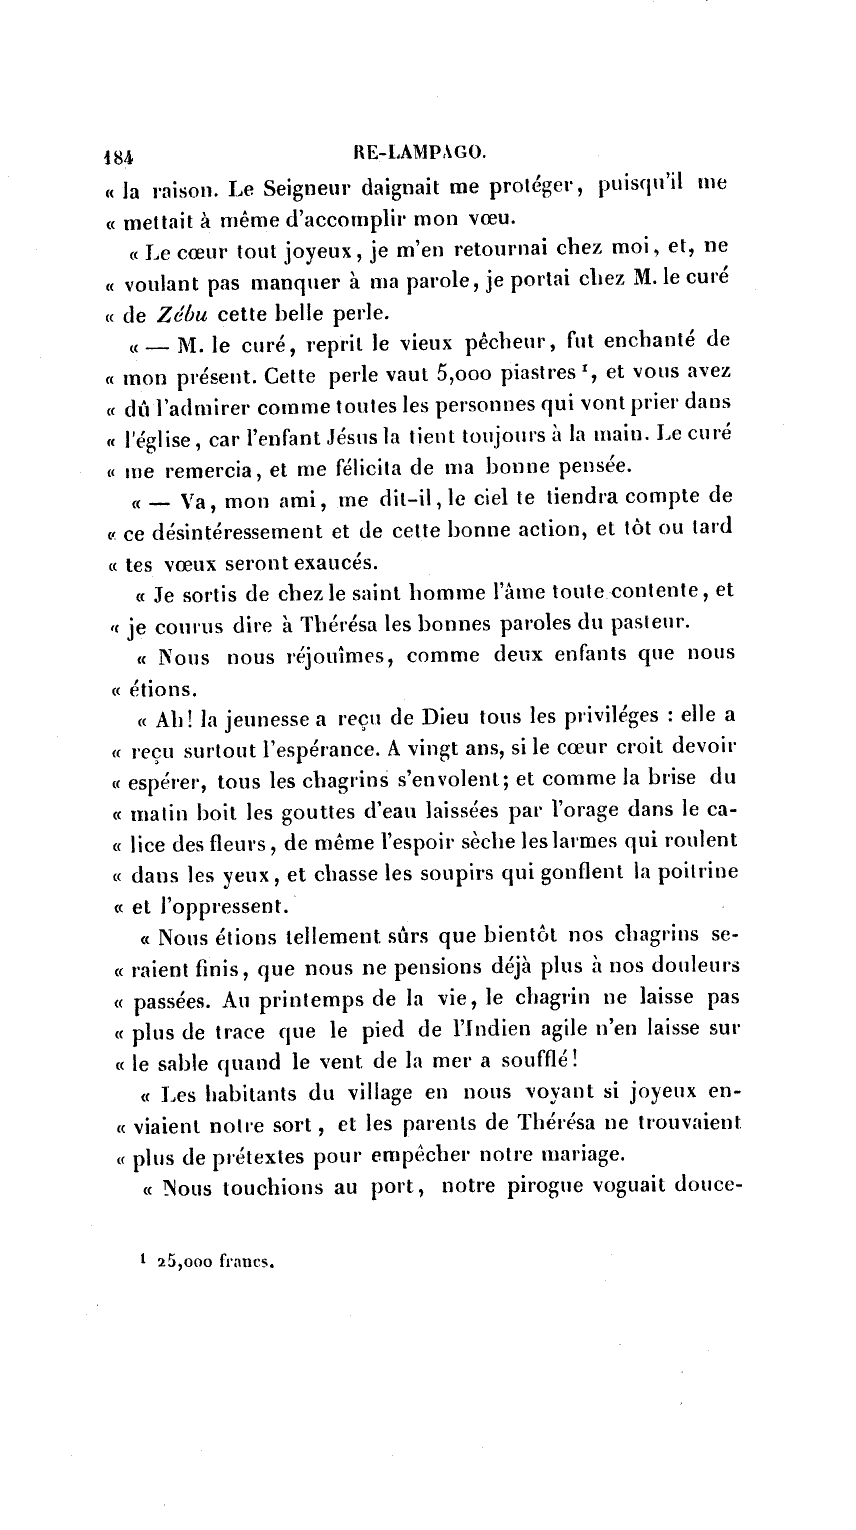 184 RE-LAMPAGO.
« la raison. Le Seigneur daignait me protéger, puisqu'il me
« mettait à même d'accomplir mon vœu.
« Le cœur tout joyeux, je m'en retournai chez moi, et, ne
« voulant pas manquer à ma parole, je portai chez M. le curé
« de Zébu cette belle perle.
« — M. le curé, reprit le vieux pêcheur, fut enchanté de
« mon présent. Cette perle vaut 5,000 piastres ¹, et vous avez
« dû l'admirer comme toutes les personnes qui vont prier dans
« l'église, car l'enfant Jésus la tient toujours à la main. Le curé
« me remercia, et me félicita de ma bonne pensée.
« — Va, mon ami, me dit-il, le ciel te tiendra compte de
« ce désintéressement et de cette bonne action, et tôt ou tard
« tes vœux seront exaucés.
« Je sortis de chez le saint homme l'âme toute contente, et
« je courus dire à Thérésa les bonnes paroles du pasteur.
« Nous nous réjouîmes, comme deux enfants que nous
« étions.
« Ah! la jeunesse a reçu de Dieu tous les priviléges : elle a
« reçu surtout l'espérance. A vingt ans, si le cœur croit devoir
« espérer, tous les chagrins s'envolent; et comme la brise du
« matin boit les gouttes d'eau laissées par l'orage dans le ca-
« lice des fleurs, de même l'espoir sèche les larmes qui roulent
« dans les yeux, et chasse les soupirs qui gonflent la poitrine
« et l'oppressent.
« Nous étions tellement sûrs que bientôt nos chagrins se-
« raient finis, que nous ne pensions déjà plus à nos douleurs
« passées. Au printemps de la vie, le chagrin ne laisse pas
« plus de trace que le pied de l'Indien agile n'en laisse sur
« le sable quand le vent de la mer a soufflé!
« Les habitants du village en nous voyant si joyeux en-
« viaient notre sort, et les parents de Thérésa ne trouvaient
« plus de prétextes pour empêcher notre mariage.
« Nous touchions au port, notre pirogue voguait douce-
¹ 25,000 francs.